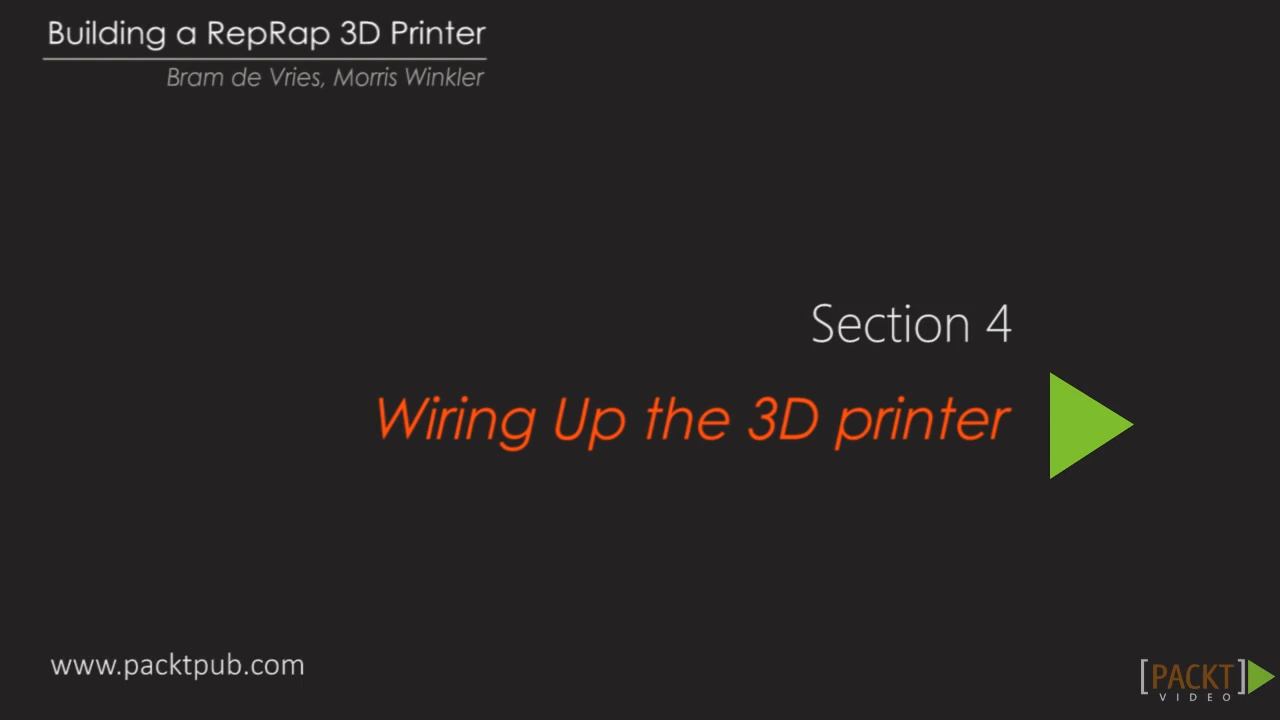 Building a RepRap 3D Printer
Bram de Vries, Morris Winkler
Section 4
Wiring Up the 3D printer
www.packtpub.com
[PACKT]
VIDEO